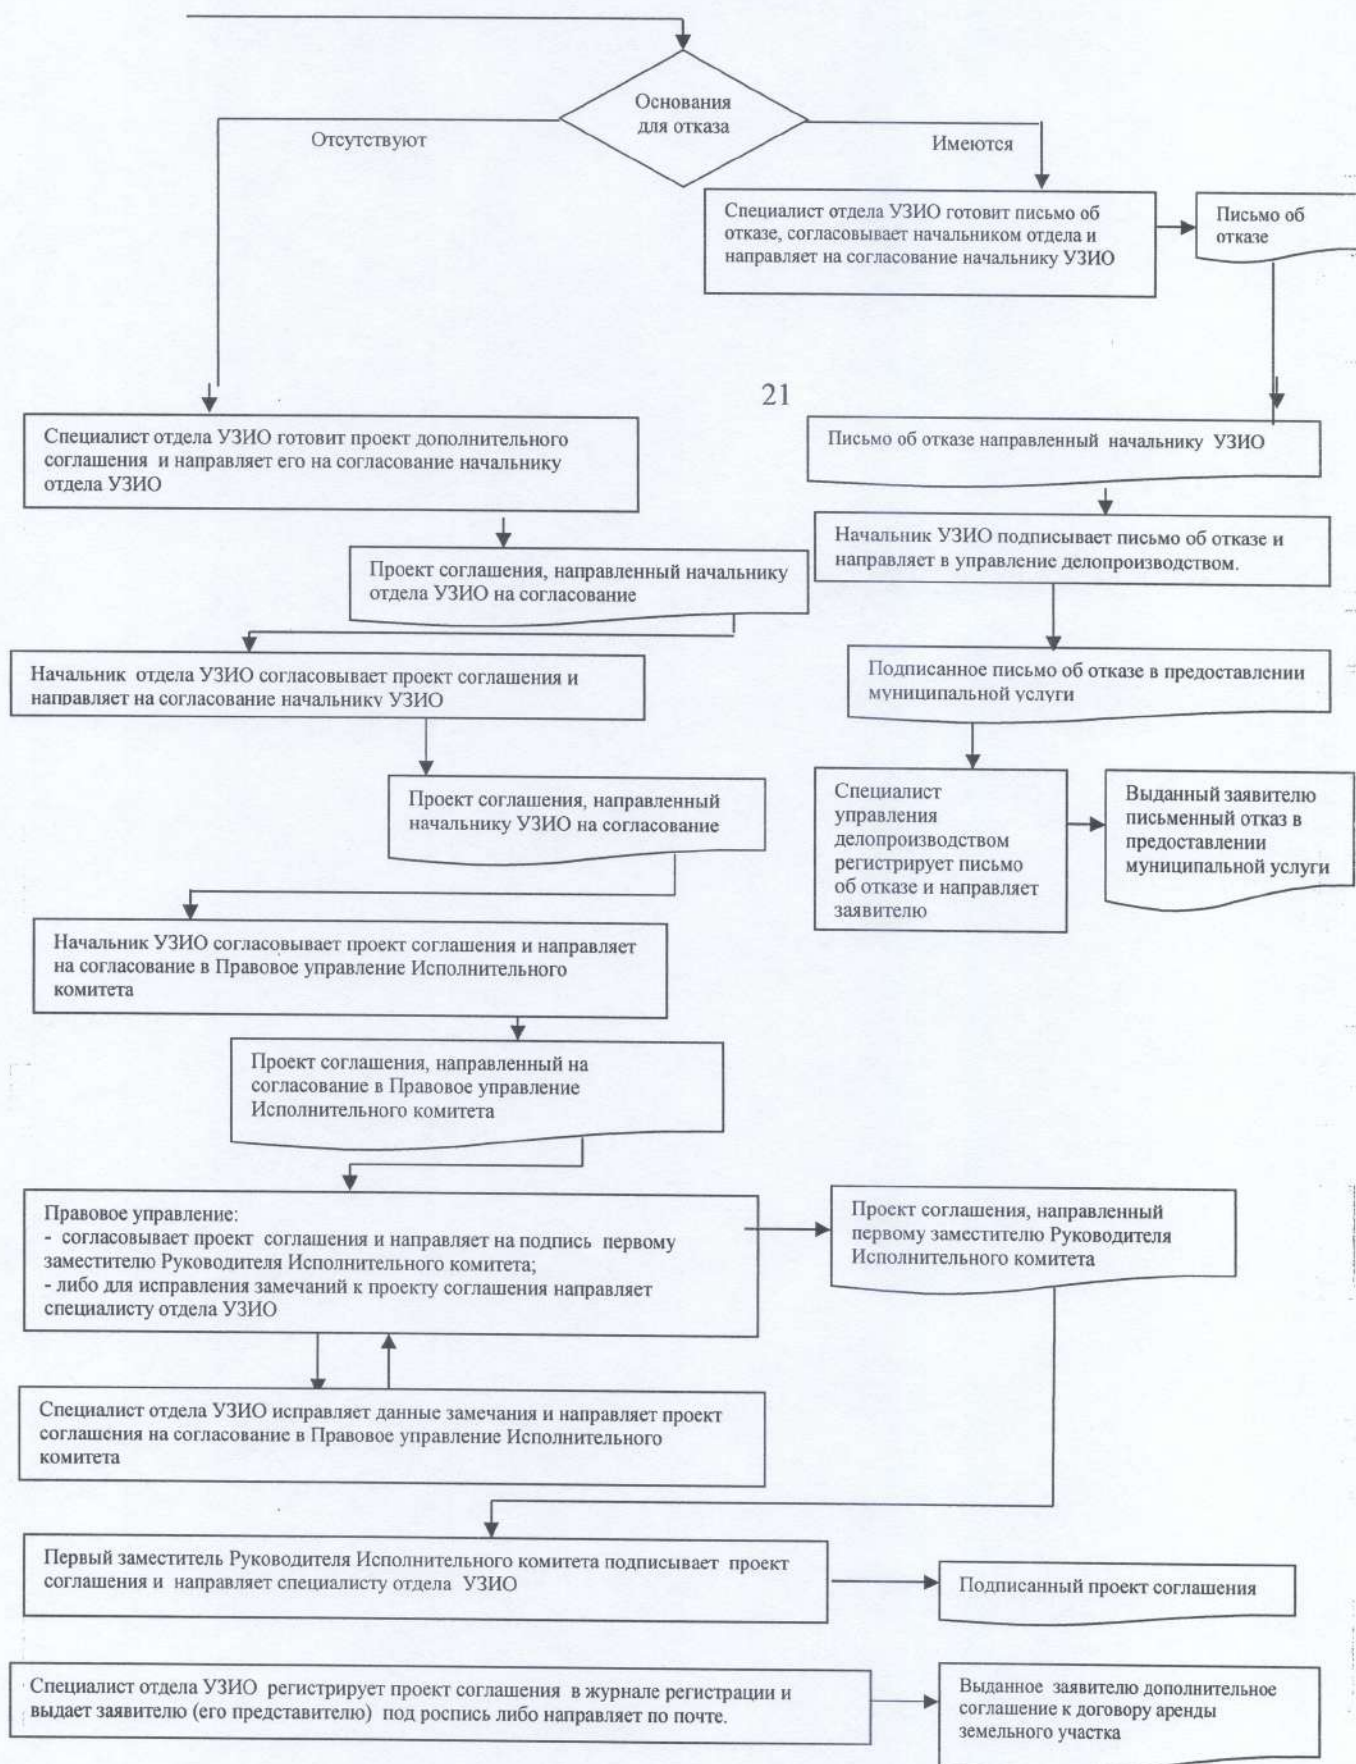 Основания
для отказа
Отсутствуют
Имеются
Специалист отдела УЗИО готовит письмо об
отказе, согласовывает начальником отдела и
направляет на согласование начальнику УЗИО
Письмо об
отказе
21
Специалист отдела УЗИО готовит проект дополнительного
соглашения и направляет его на согласование начальнику
отдела УЗИО
Письмо об отказе направленный начальнику УЗИО
Начальник УЗИО подписывает письмо об отказе и
направляет в управление делопроизводством.
Проект соглашения, направленный начальнику
отдела УЗИО на согласование
Начальник отдела УЗИО согласовывает проект соглашения и
направляет на согласование начальнику УЗИО
Подписанное письмо об отказе в предоставлении
муниципальной услуги
Проект соглашения, направленный
начальнику УЗИО на согласование
Специалист
управления
делопроизводством
регистрирует письмо
об отказе и направляет
заявителю
Выданный заявителю
письменный отказ в
предоставлении
муниципальной услуги
Начальник УЗИО согласовывает проект соглашения и направляет
на согласование в Правовое управление Исполнительного
комитета
Проект соглашения, направленный на
согласование в Правовое управление
Исполнительного комитета
Правовое управление:
- согласовывает проект соглашения и направляет на подпись первому
заместителю Руководителя Исполнительного комитета;
- либо для исправления замечаний к проекту соглашения направляет
специалисту отдела УЗИО
Проект соглашения, направленный
первому заместителю Руководителя
Исполнительного комитета
Специалист отдела УЗИО исправляет данные замечания и направляет проект
соглашения на согласование в Правовое управление Исполнительного
комитета
Первый заместитель Руководителя Исполнительного комитета подписывает проект
соглашения и направляет специалисту отдела УЗИО
Подписанный проект соглашения
Специалист отдела УЗИО регистрирует проект соглашения в журнале регистрации и
выдает заявителю (его представителю) под роспись либо направляет по почте.
Выданное заявителю дополнительное
соглашение к договору аренды
земельного участка